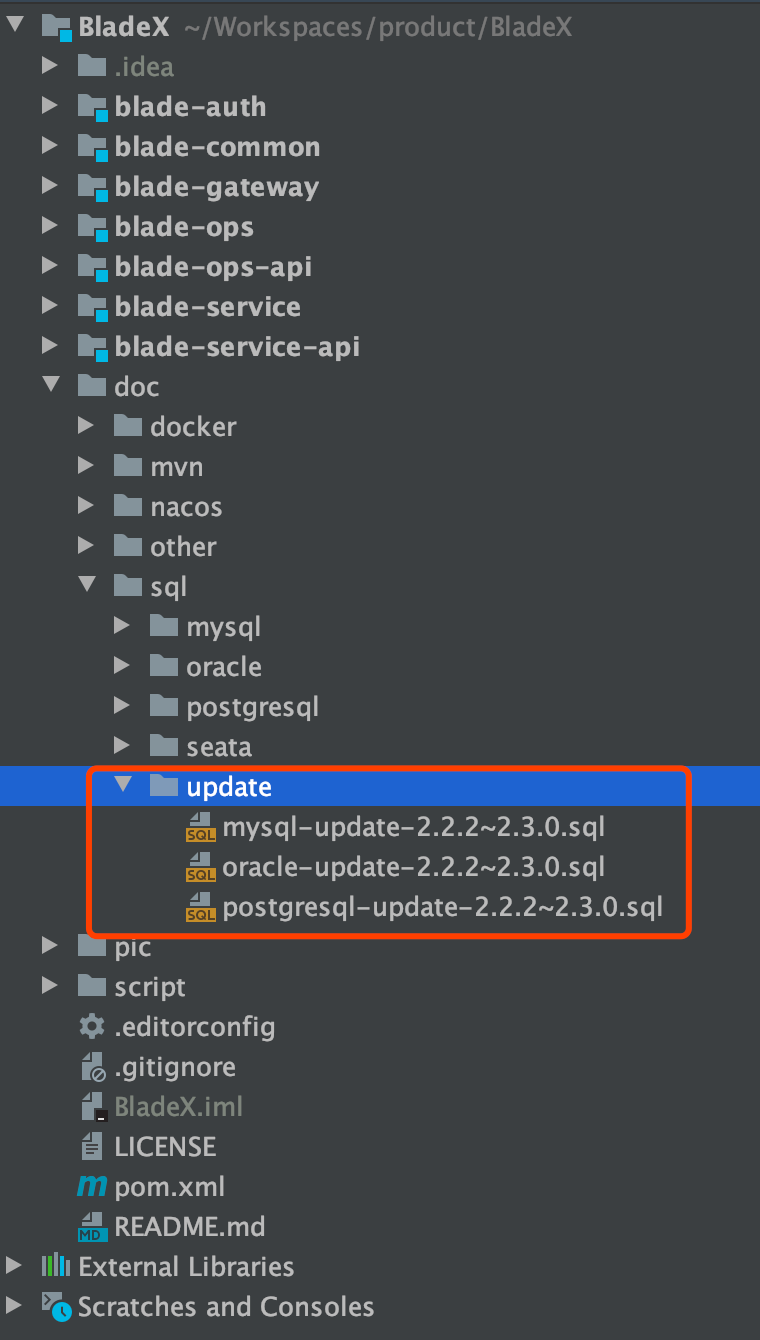 BladeX ~/Workspaces/product/BladeX
.idea
blade-auth
blade-common
blade-gateway
blade-ops
blade-ops-api
blade-service
blade-service-api
doc
docker
mvn
nacos
other
sql
mysql
oracle
postgresql
seata
update
SQL mysql-update-2.2.2~2.3.0.sql
SQL oracle-update-2.2.2~2.3.0.sql
SQL postgresql-update-2.2.2~2.3.0.sql
pic
script
.editorconfig
.gitignore
BladeX.iml
LICENSE
m pom.xml
MD README.md
External Libraries
Scratches and Consoles